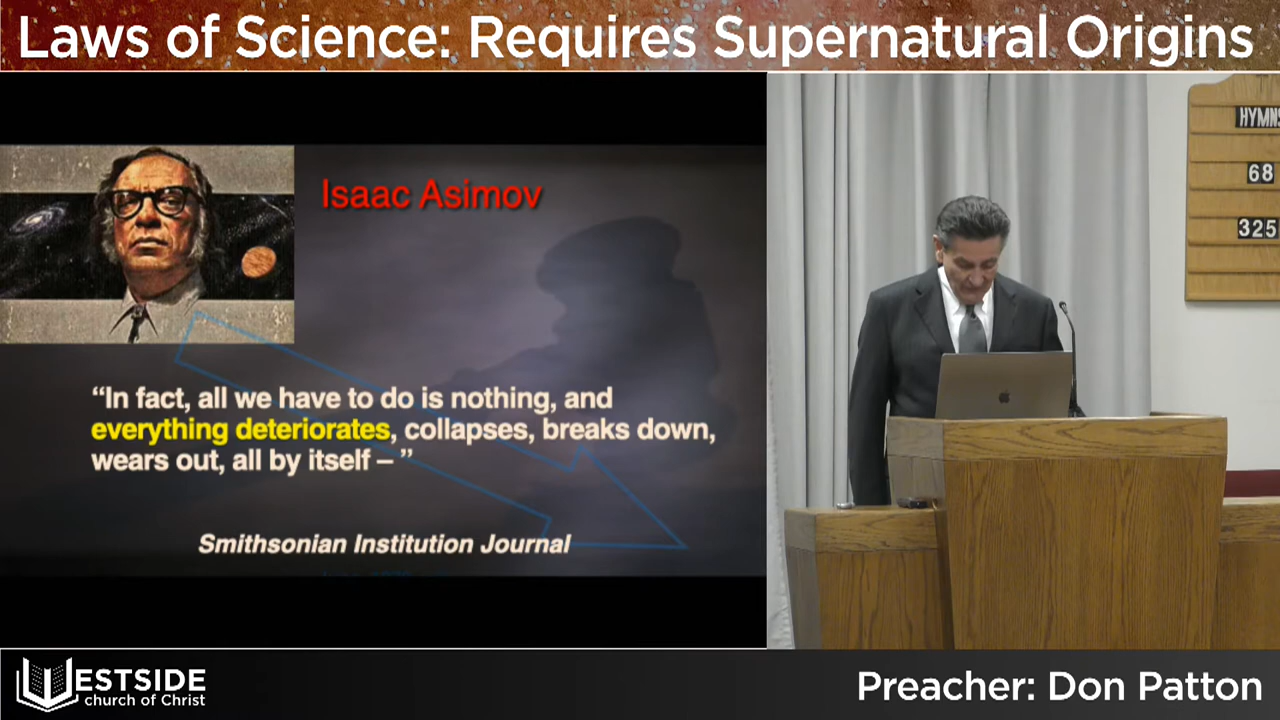 Laws of Science: Requires Supernatural Origins
Isaac Asimov
“In fact, all we have to do is nothing, and
everything deteriorates, collapses, breaks down,
wears out, all by itself – ”
Smithsonian Institution Journal
HYMNS
68
325
WESTSIDE
church of Christ
Preacher: Don Patton